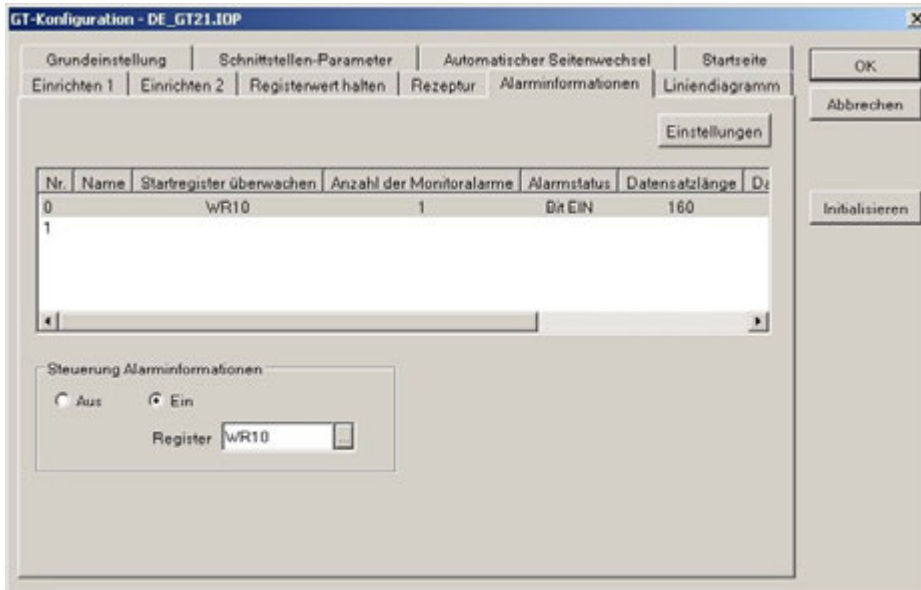 GT-Konfiguration - DE_GT21.IOP
Grundeinstellung Schnittstellen-Parameter Automatischer Seitenwechsel Startseite
Einrichten 1 Einrichten 2 Registerwert halten Rezeptur Alarminformationen Liniendiagramm
OK
Abbrechen
Einstellungen
Nr. Name Startregister überwachen Anzahl der Monitoralarme Alarmstatus Datensatzlänge Da
0 WR10 1 Bit EIN 160
1
Initialisieren
Steuerung Alarminformationen
Aus Ein
Register WR10 ...